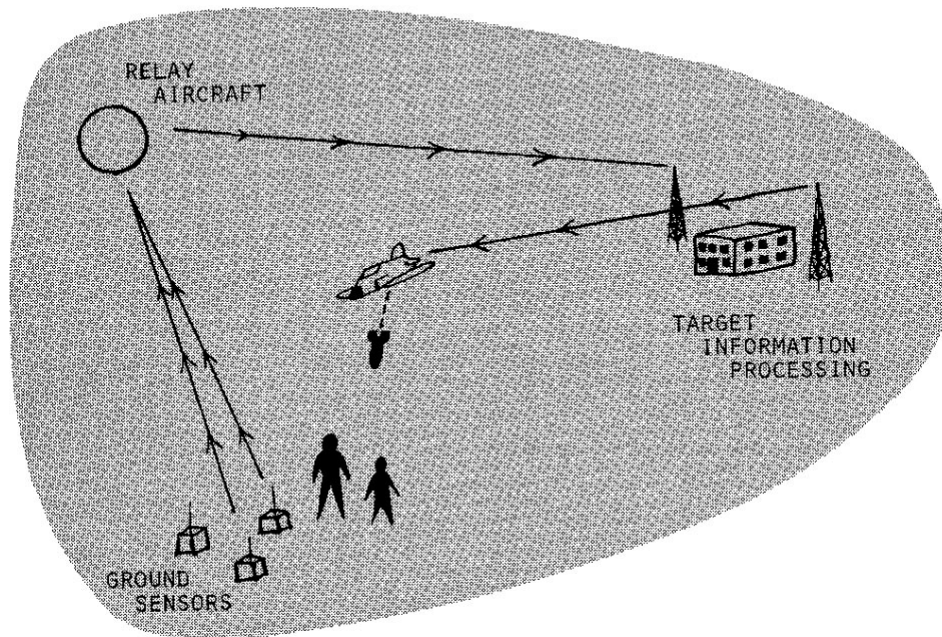 RELAY
AIRCRAFT
TARGET
INFORMATION
PROCESSING
GROUND
SENSORS